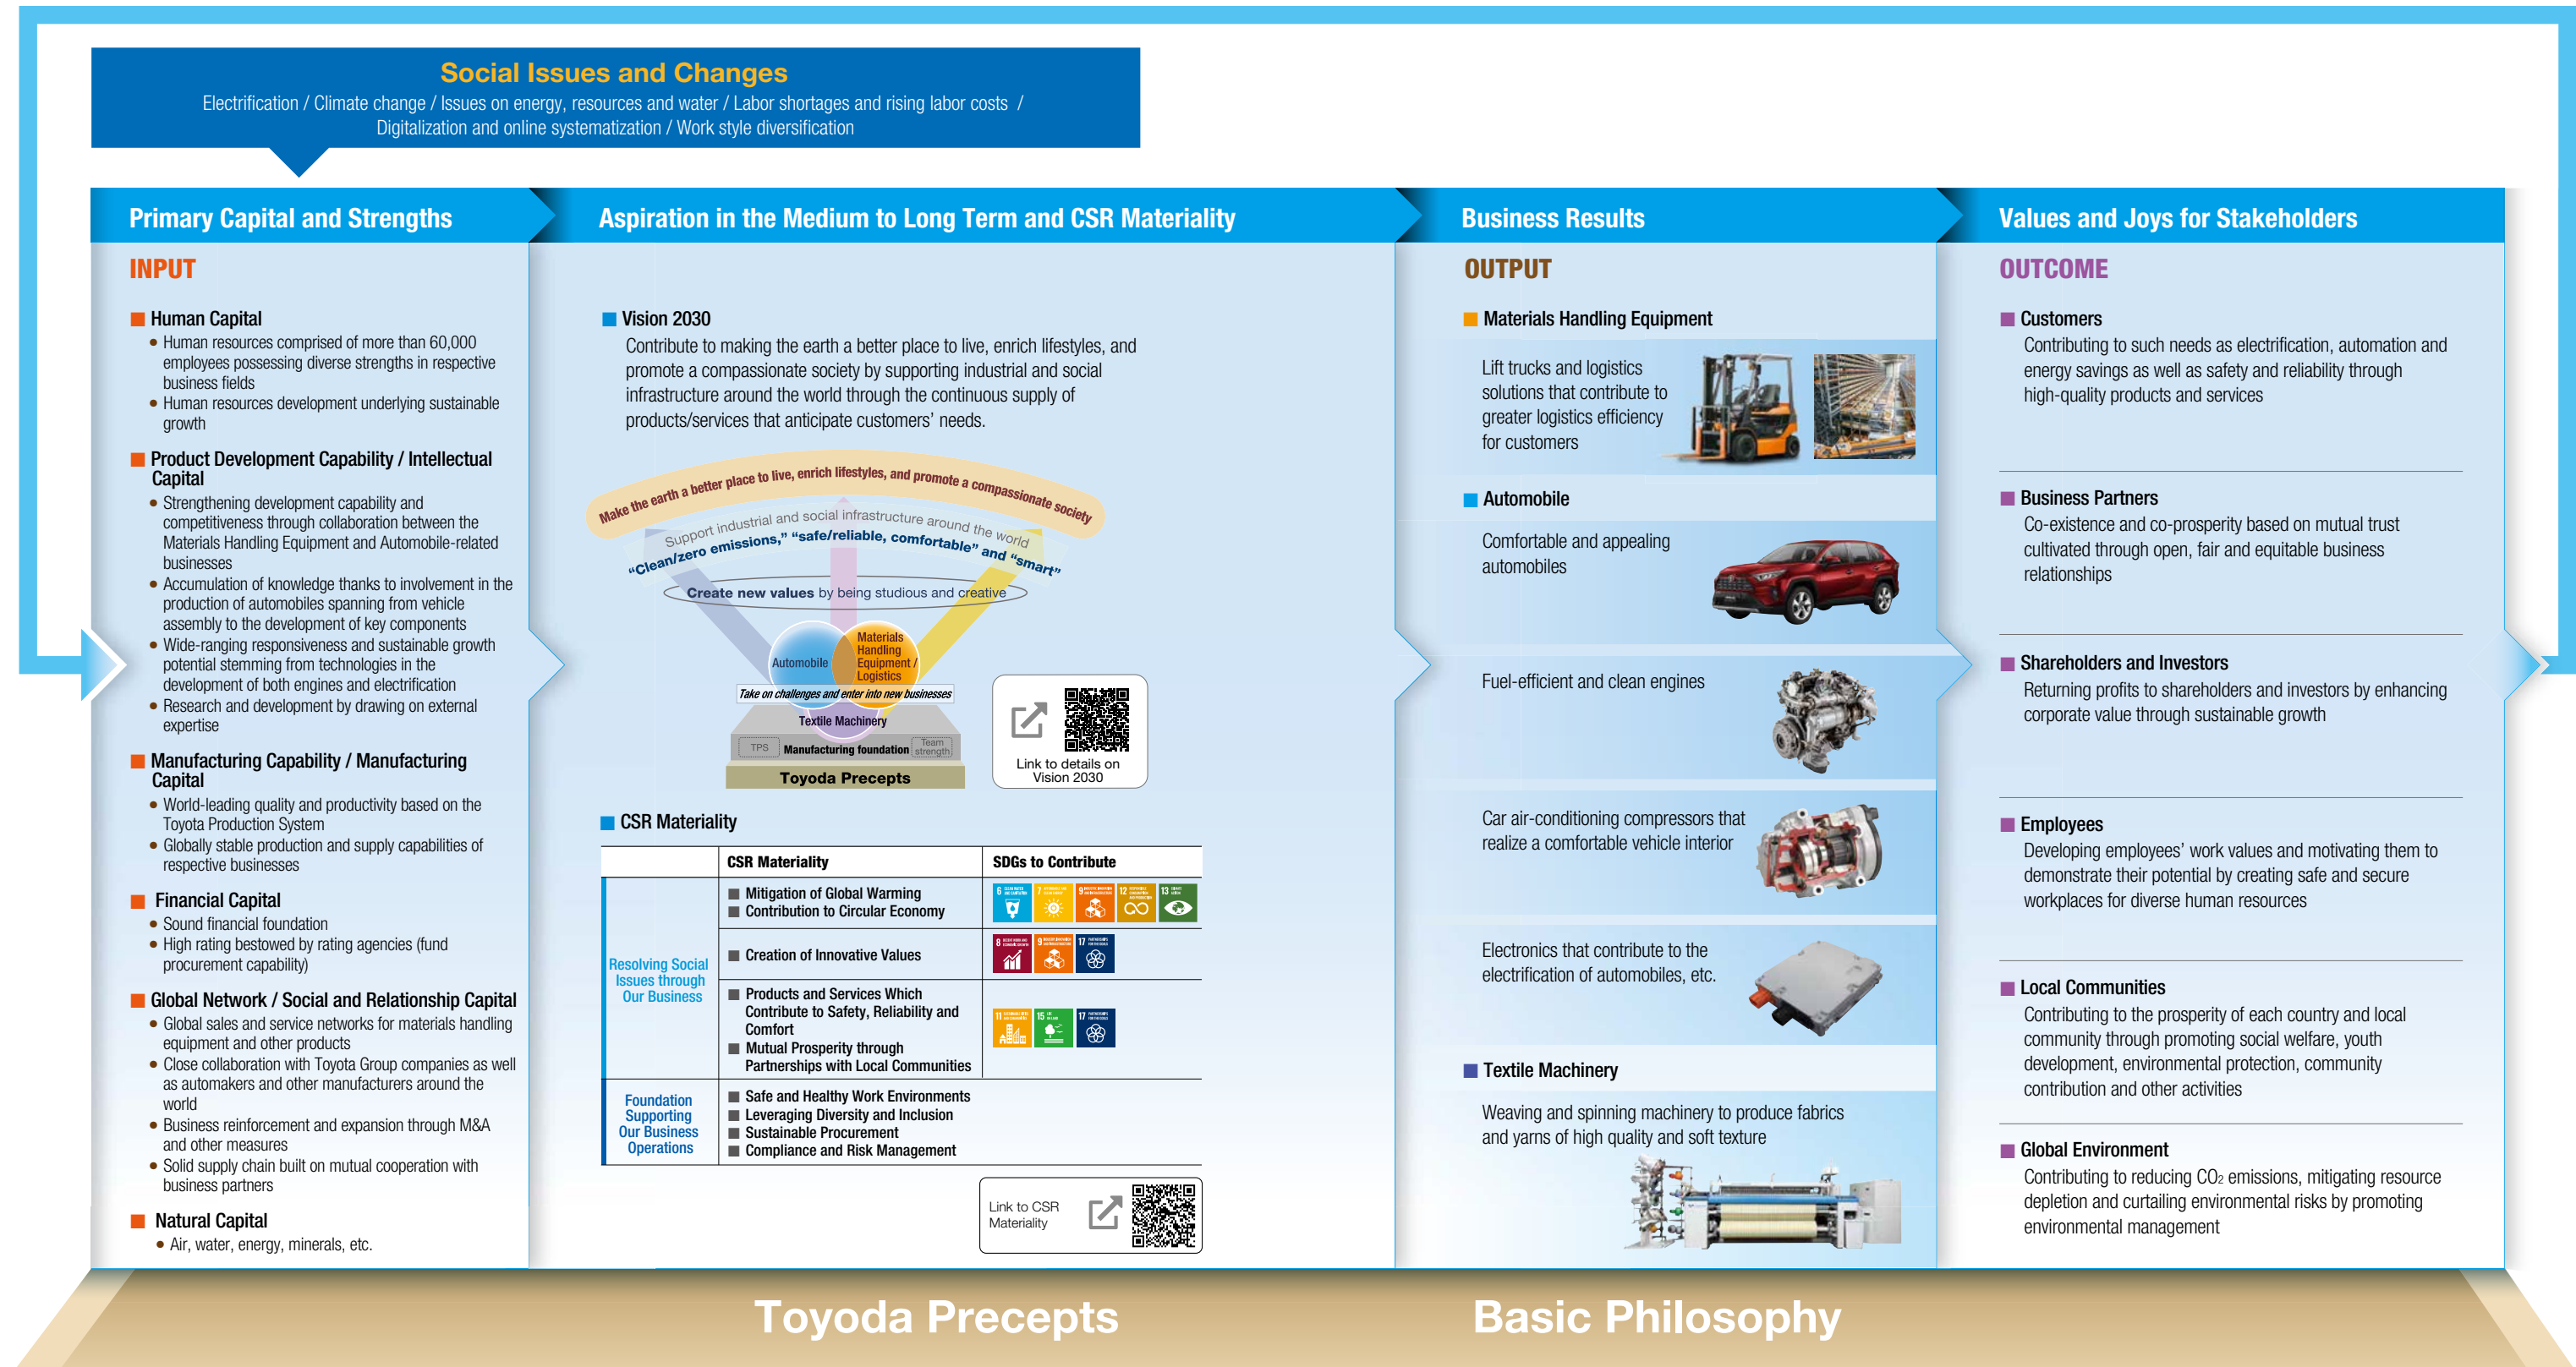 Social Issues and Changes
Electrification / Climate change / Issues on energy, resources and water / Labor shortages and rising labor costs /
Digitalization and online systematization / Work style diversification
Primary Capital and Strengths
INPUT
Human Capital
• Human resources comprised of more than 60,000
employees possessing diverse strengths in respective
business fields
• Human resources development underlying sustainable
growth
Product Development Capability / Intellectual
Capital
• Strengthening development capability and
competitiveness through collaboration between the
Materials Handling Equipment and Automobile-related
businesses
• Accumulation of knowledge thanks to involvement in the
production of automobiles spanning from vehicle
assembly to the development of key components
• Wide-ranging responsiveness and sustainable growth
potential stemming from technologies in the
development of both engines and electrification
• Research and development by drawing on external
expertise
Manufacturing Capability / Manufacturing
Capital
• World-leading quality and productivity based on the
Toyota Production System
• Globally stable production and supply capabilities of
respective businesses
Financial Capital
• Sound financial foundation
• High rating bestowed by rating agencies (fund
procurement capability)
Global Network / Social and Relationship Capital
• Global sales and service networks for materials handling
equipment and other products
• Close collaboration with Toyota Group companies as well
as automakers and other manufacturers around the
world
• Business reinforcement and expansion through M&A
and other measures
• Solid supply chain built on mutual cooperation with
business partners
Natural Capital
• Air, water, energy, minerals, etc.
Aspiration in the Medium to Long Term and CSR Materiality
Vision 2030
Contribute to making the earth a better place to live, enrich lifestyles, and
promote a compassionate society by supporting industrial and social
infrastructure around the world through the continuous supply of
products/services that anticipate customers' needs.
Make the earth a better place to live, enrich lifestyles, and promote a compassionate society
Support industrial and social infrastructure around the world
"Clean/zero emissions," "safe/reliable, comfortable" and "smart"
Create new values by being studious and creative
Automobile
Materials
Handling
Equipment /
Logistics
Take on challenges and enter into new businesses
Textile Machinery
TPS
Manufacturing foundation
Team
strength
Toyoda Precepts
Link to details on
Vision 2030
CSR Materiality
CSR Materiality
SDGs to Contribute
Resolving Social
Issues through
Our Business
Mitigation of Global Warming
Contribution to Circular Economy
6
7
9
12
13
Creation of Innovative Values
8
9
17
Products and Services Which
Contribute to Safety, Reliability and
Comfort
Mutual Prosperity through
Partnerships with Local Communities
11
15
17
Foundation
Supporting
Our Business
Operations
Safe and Healthy Work Environments
Leveraging Diversity and Inclusion
Sustainable Procurement
Compliance and Risk Management
Link to CSR
Materiality
Business Results
OUTPUT
Materials Handling Equipment
Lift trucks and logistics
solutions that contribute to
greater logistics efficiency
for customers
Automobile
Comfortable and appealing
automobiles
Fuel-efficient and clean engines
Car air-conditioning compressors that
realize a comfortable vehicle interior
Electronics that contribute to the
electrification of automobiles, etc.
Textile Machinery
Weaving and spinning machinery to produce fabrics
and yarns of high quality and soft texture
Values and Joys for Stakeholders
OUTCOME
Customers
Contributing to such needs as electrification, automation and
energy savings as well as safety and reliability through
high-quality products and services
Business Partners
Co-existence and co-prosperity based on mutual trust
cultivated through open, fair and equitable business
relationships
Shareholders and Investors
Returning profits to shareholders and investors by enhancing
corporate value through sustainable growth
Employees
Developing employees' work values and motivating them to
demonstrate their potential by creating safe and secure
workplaces for diverse human resources
Local Communities
Contributing to the prosperity of each country and local
community through promoting social welfare, youth
development, environmental protection, community
contribution and other activities
Global Environment
Contributing to reducing CO₂ emissions, mitigating resource
depletion and curtailing environmental risks by promoting
environmental management
Toyoda Precepts
Basic Philosophy